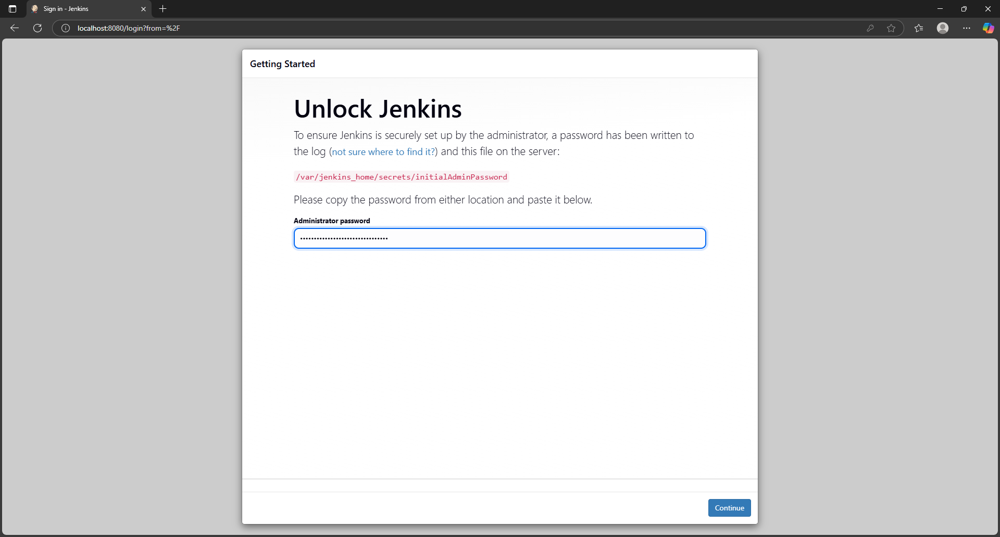 Sign in - Jenkins
localhost:8080/login?from=%2F
Getting Started
Unlock Jenkins
To ensure Jenkins is securely set up by the administrator, a password has been written to
the log (not sure where to find it?) and this file on the server:
/var/jenkins_home/secrets/initialAdminPassword
Please copy the password from either location and paste it below.
Administrator password
••••••••••••••••••••••••••••••••
Continue